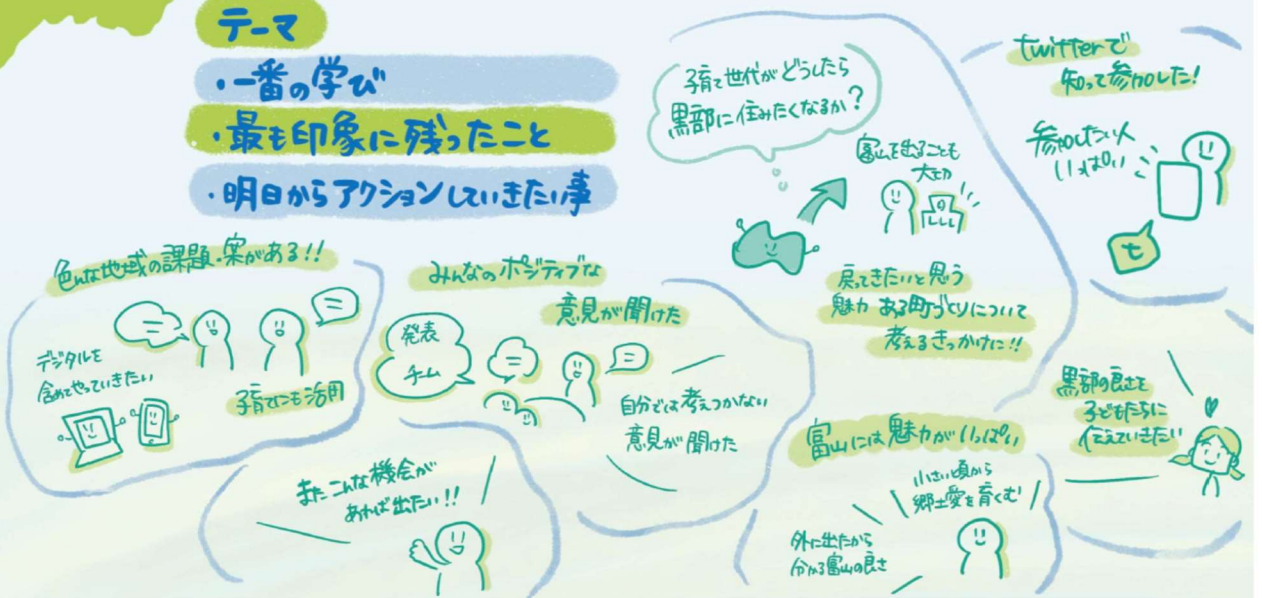 テーマ
・一番の学び
・最も印象に残ったこと
・明日からアクションしていきたい事
子育て世代がどうしたら
黒部に住みたくなるか?
富山を出ることも
大切
戻ってきたいと思う
魅力ある町づくりについて
考えるきっかけに!!
twitterで
知って参加した!
参加したい人
いっぱい
t
色んな地域の課題・案がある!!
デジタルを
含めてやっていきたい
子育てにも活用
みんなのポジティブな
意見が聞けた
発表
チーム
自分では考えつかない
意見が聞けた
またこんな機会が
あれば出たい!!
富山には魅力がいっぱい
小さい頃から
郷土愛を育くむ
外に出たから
分かる富山の良さ
黒部の良さを
子どもたちに
伝えていきたい